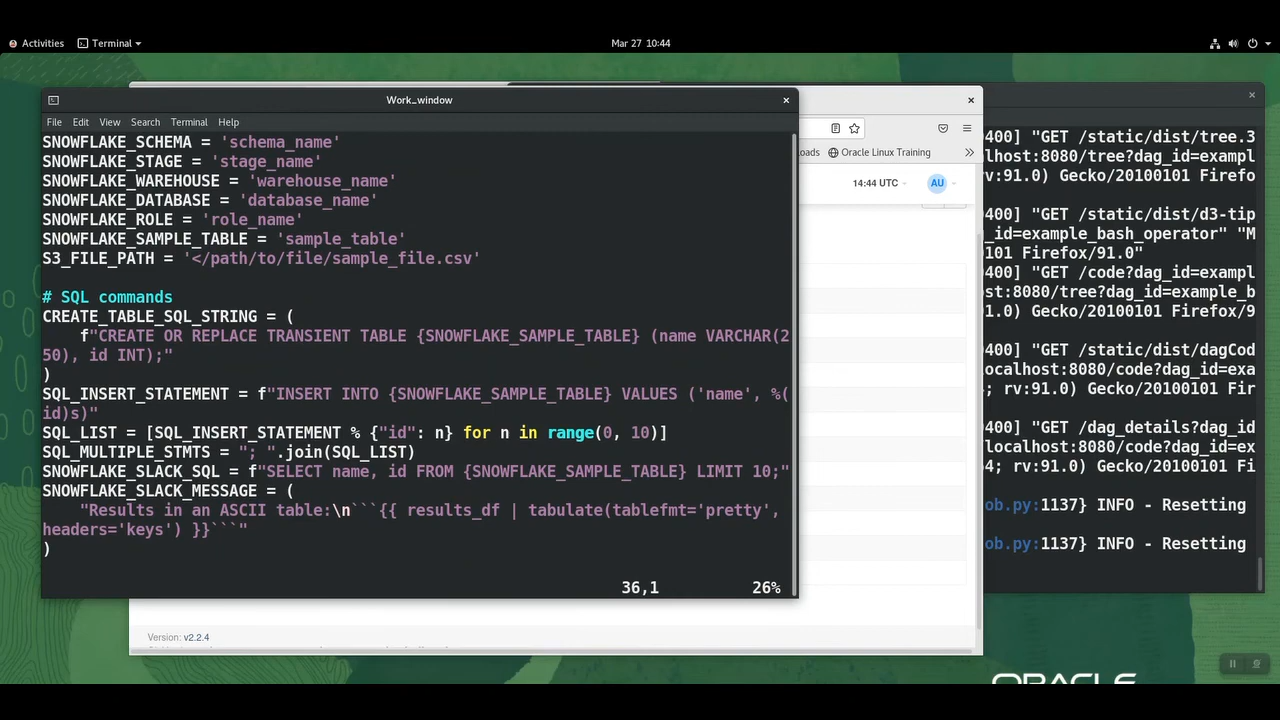 Activities
Terminal
Mar 27 10:44
Work_window
File Edit View Search Terminal Help
SNOWFLAKE_SCHEMA = 'schema_name'
SNOWFLAKE_STAGE = 'stage_name'
SNOWFLAKE_WAREHOUSE = 'warehouse_name'
SNOWFLAKE_DATABASE = 'database_name'
SNOWFLAKE_ROLE = 'role_name'
SNOWFLAKE_SAMPLE_TABLE = 'sample_table'
S3_FILE_PATH = '</path/to/file/sample_file.csv'
# SQL commands
CREATE_TABLE_SQL_STRING = (
    f"CREATE OR REPLACE TRANSIENT TABLE {SNOWFLAKE_SAMPLE_TABLE} (name VARCHAR(2
50), id INT);"
)
SQL_INSERT_STATEMENT = f"INSERT INTO {SNOWFLAKE_SAMPLE_TABLE} VALUES ('name', %(
id)s)"
SQL_LIST = [SQL_INSERT_STATEMENT % {"id": n} for n in range(0, 10)]
SQL_MULTIPLE_STMTS = "; ".join(SQL_LIST)
SNOWFLAKE_SLACK_SQL = f"SELECT name, id FROM {SNOWFLAKE_SAMPLE_TABLE} LIMIT 10;"
SNOWFLAKE_SLACK_MESSAGE = (
    "Results in an ASCII table:\n```{{ results_df | tabulate(tablefmt='pretty',
headers='keys') }}```"
)
36,1 26%
oads Oracle Linux Training
14:44 UTC AU
Version: v2.2.4
0400] "GET /static/dist/tree.3
lhost:8080/tree?dag_id=exampl
rv:91.0) Gecko/20100101 Firefo
0400] "GET /static/dist/d3-tip
_id=example_bash_operator" "M
0101 Firefox/91.0"
0400] "GET /code?dag_id=exampl
st:8080/tree?dag_id=example_b
.0) Gecko/20100101 Firefox/9
0400] "GET /static/dist/dagCod
lhost:8080/code?dag_id=exa
; rv:91.0) Gecko/20100101 Fir
0400] "GET /dag_details?dag_id
localhost:8080/code?dag_id=ex
4; rv:91.0) Gecko/20100101 Fi
ob.py:1137} INFO - Resetting
ob.py:1137} INFO - Resetting
ORACLE